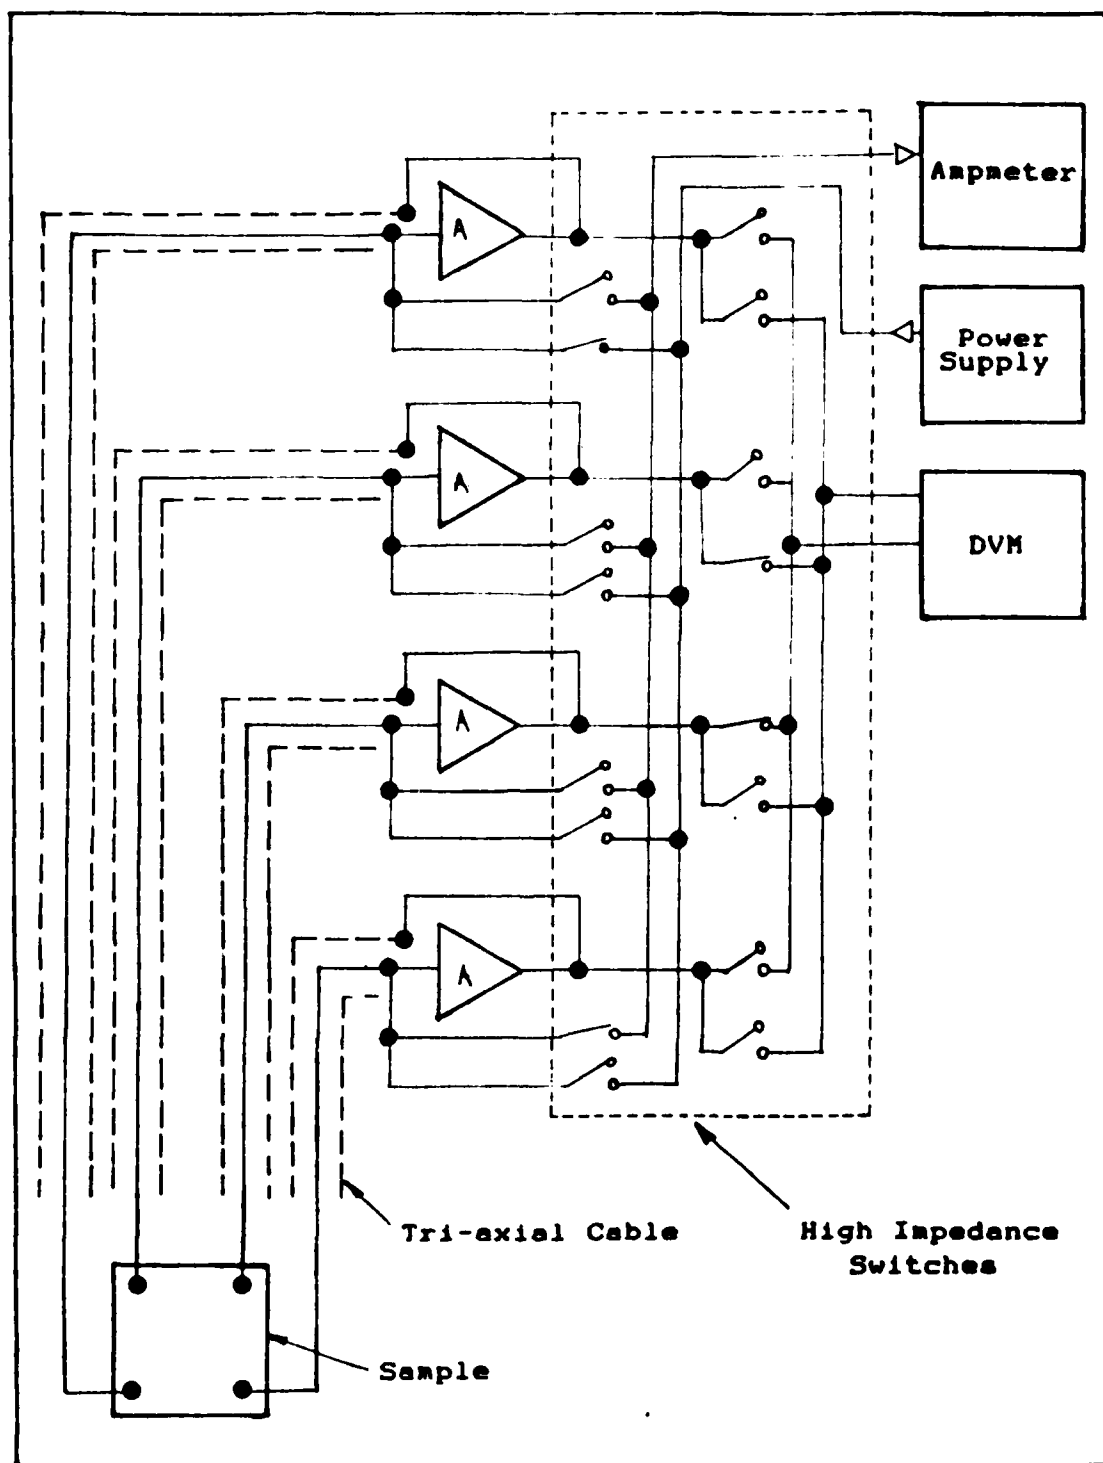 Ampmeter
A
Power
Supply
A
DVM
A
A
Tri-axial Cable
High Impedance
Switches
Sample